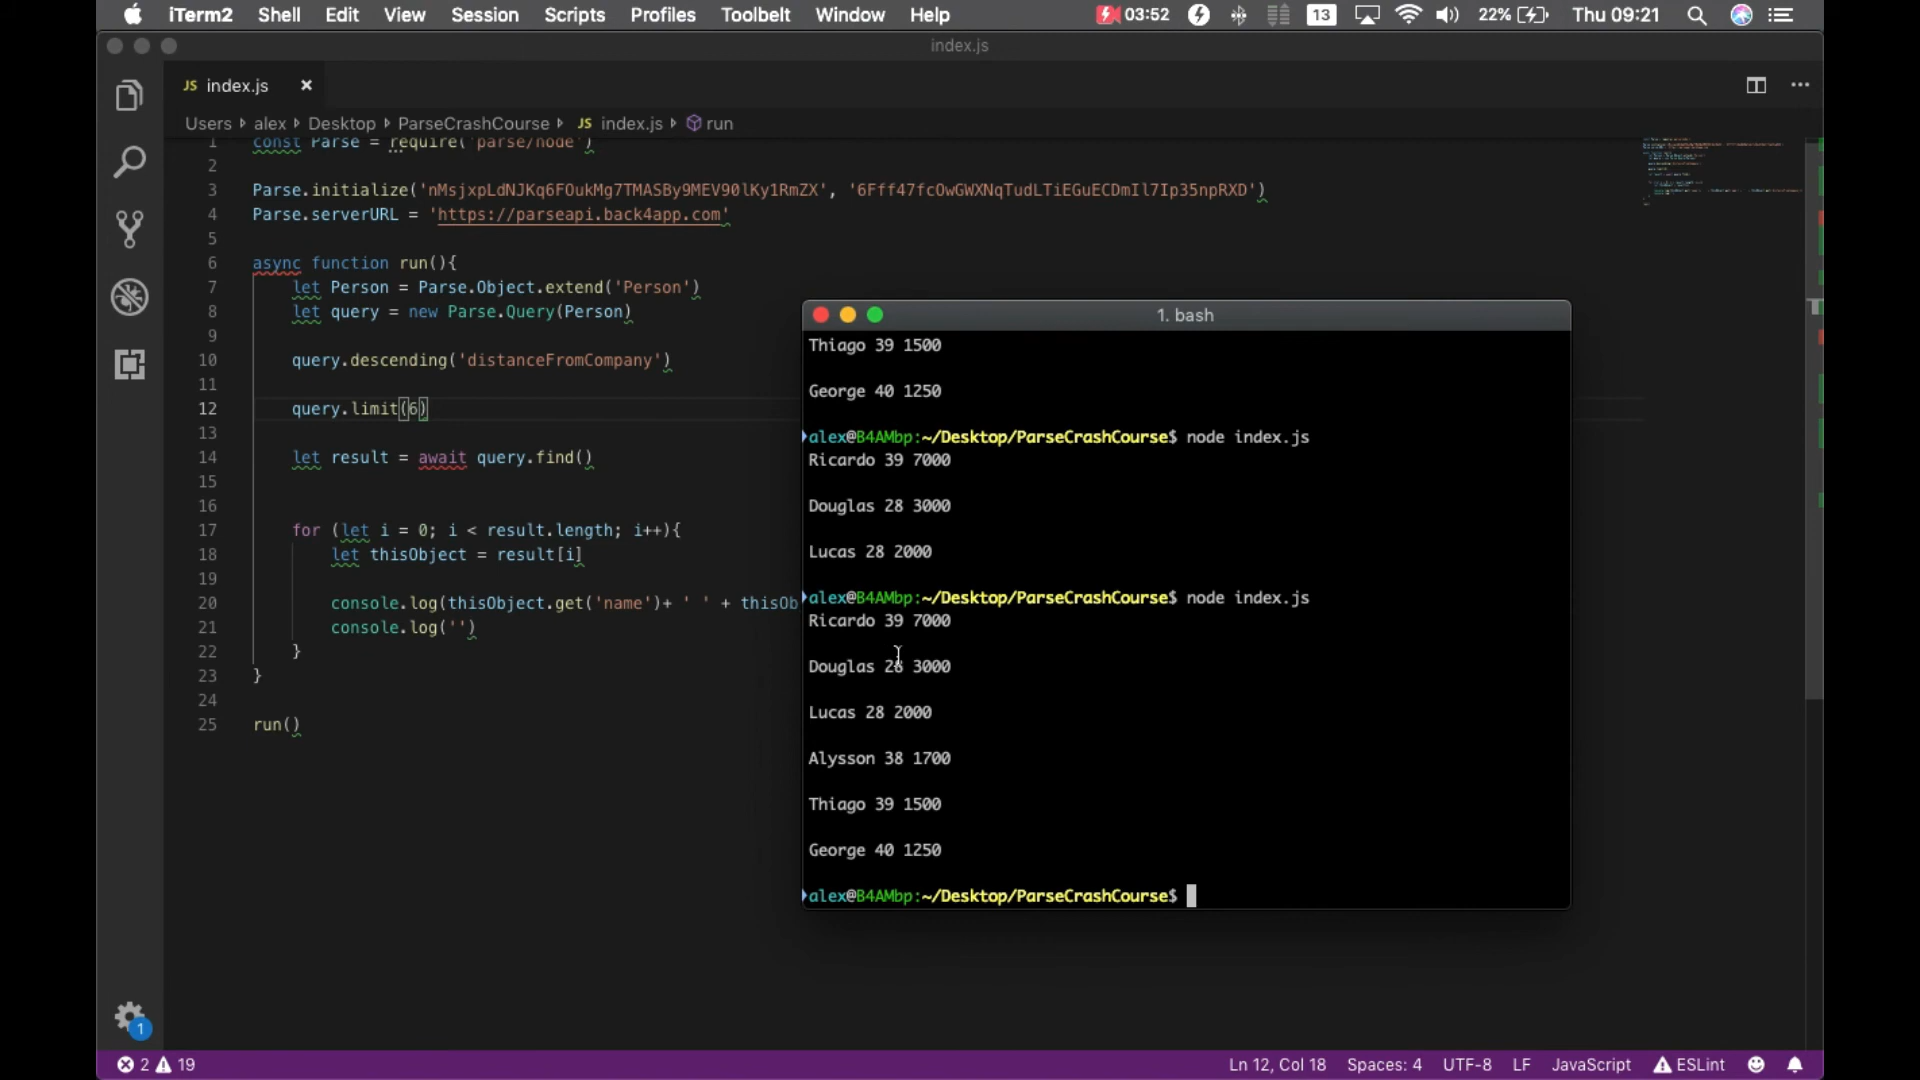 iTerm2 Shell Edit View Session Scripts Profiles Toolbelt Window Help 03:52 13 22% Thu 09:21
index.js
JS index.js ×
Users alex Desktop ParseCrashCourse JS index.js run
1 const Parse = require('parse/node')
2
3 Parse.initialize('nMsjxpLdNJKq6FOukMg7TMASBy9MEV90lKy1RmZX', '6Fff47fcOwGWXNqTudLTiEGuECDmIl7Ip35npRXD')
4 Parse.serverURL = 'https://parseapi.back4app.com'
5
6 async function run(){
7 let Person = Parse.Object.extend('Person')
8 let query = new Parse.Query(Person)
9
10 query.descending('distanceFromCompany')
11
12 query.limit(6)
13
14 let result = await query.find()
15
16
17 for (let i = 0; i < result.length; i++){
18 let thisObject = result[i]
19
20 console.log(thisObject.get('name')+ ' ' + thisOb
21 console.log('')
22 }
23 }
24
25 run()
1. bash
Thiago 39 1500
George 40 1250
alex@B4AMbp:~/Desktop/ParseCrashCourse$ node index.js
Ricardo 39 7000
Douglas 28 3000
Lucas 28 2000
alex@B4AMbp:~/Desktop/ParseCrashCourse$ node index.js
Ricardo 39 7000
Douglas 28 3000
Lucas 28 2000
Alysson 38 1700
Thiago 39 1500
George 40 1250
alex@B4AMbp:~/Desktop/ParseCrashCourse$
1
2 19 Ln 12, Col 18 Spaces: 4 UTF-8 LF JavaScript ESLint